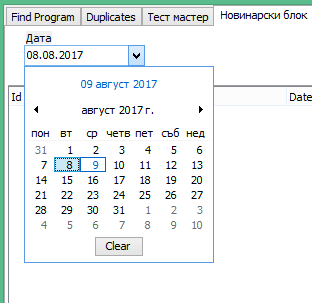 Find Program Duplicates Тест мастер Новинарски блок
Дата
08.08.2017
09 август 2017
август 2017 г.
пон вт ср четв пет съб нед
31 1 2 3 4 5 6
7 8 9 10 11 12 13
14 15 16 17 18 19 20
21 22 23 24 25 26 27
28 29 30 31 1 2 3
4 5 6 7 8 9 10
Clear
Id Date